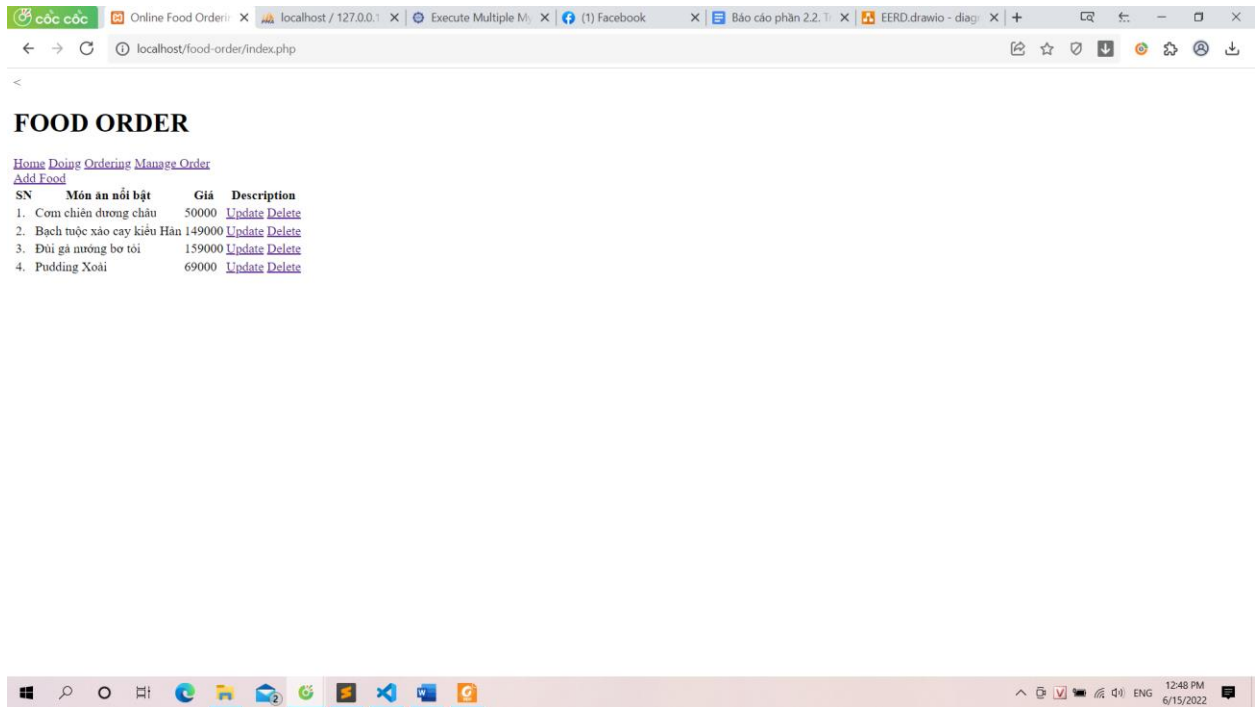 cốc cốc Online Food Orderin localhost / 127.0.0.1 Execute Multiple My (1) Facebook Báo cáo phần 2.2. Tr EERD.drawio - diag
localhost/food-order/index.php
<
FOOD ORDER
Home Doing Ordering Manage Order
Add Food
SN Món ăn nổi bật Giá Description
1. Cơm chiên dương châu 50000 Update Delete
2. Bạch tuộc xào cay kiểu Hàn 149000 Update Delete
3. Đùi gà nướng bơ tỏi 159000 Update Delete
4. Pudding Xoài 69000 Update Delete
2 V ENG 12:48 PM
6/15/2022